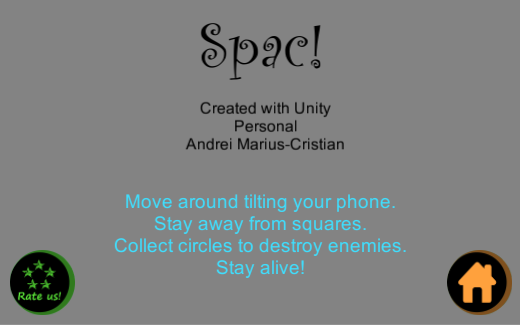 Spac!
Created with Unity
Personal
Andrei Marius-Cristian
Move around tilting your phone.
Stay away from squares.
Collect circles to destroy enemies.
Stay alive!
Rate us!